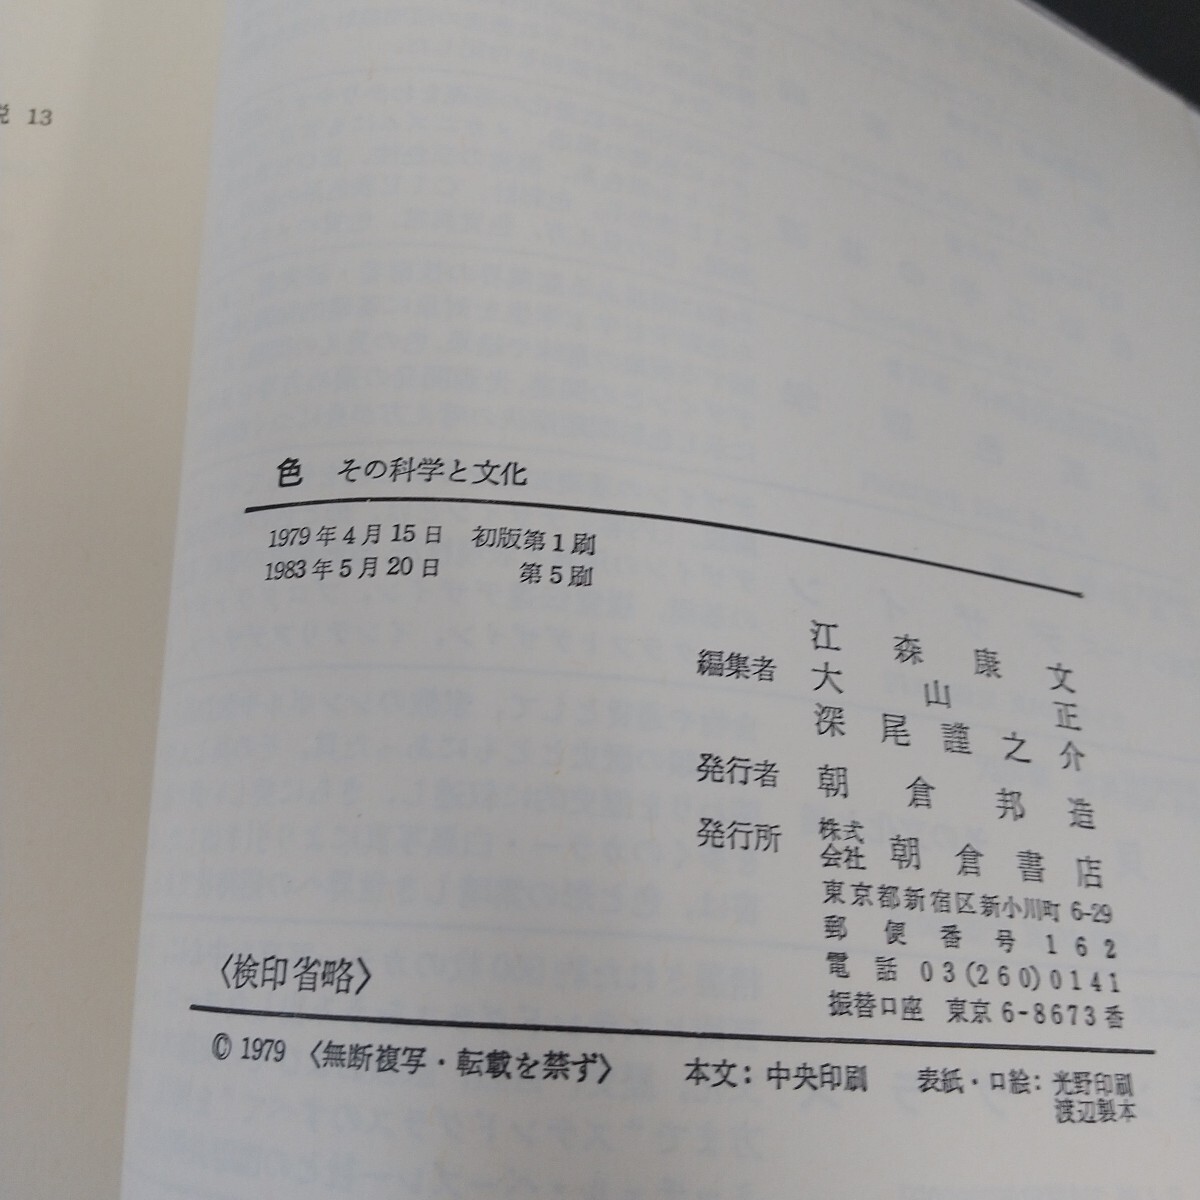 説 13
色 その科学と文化
1979年4月15日 初版第1刷
1983年5月20日 第5刷
編集者
江森康文
大山正
深尾謹之介
発行者 朝倉邦造
発行所 株式会社 朝倉書店
東京都新宿区新小川町6-29
郵便番号 162
電話 03(260)0141
振替口座 東京6-8673番
〈検印省略〉
© 1979 〈無断複写・転載を禁ず〉 本文:中央印刷 表紙・口絵:光野印刷
渡辺製本